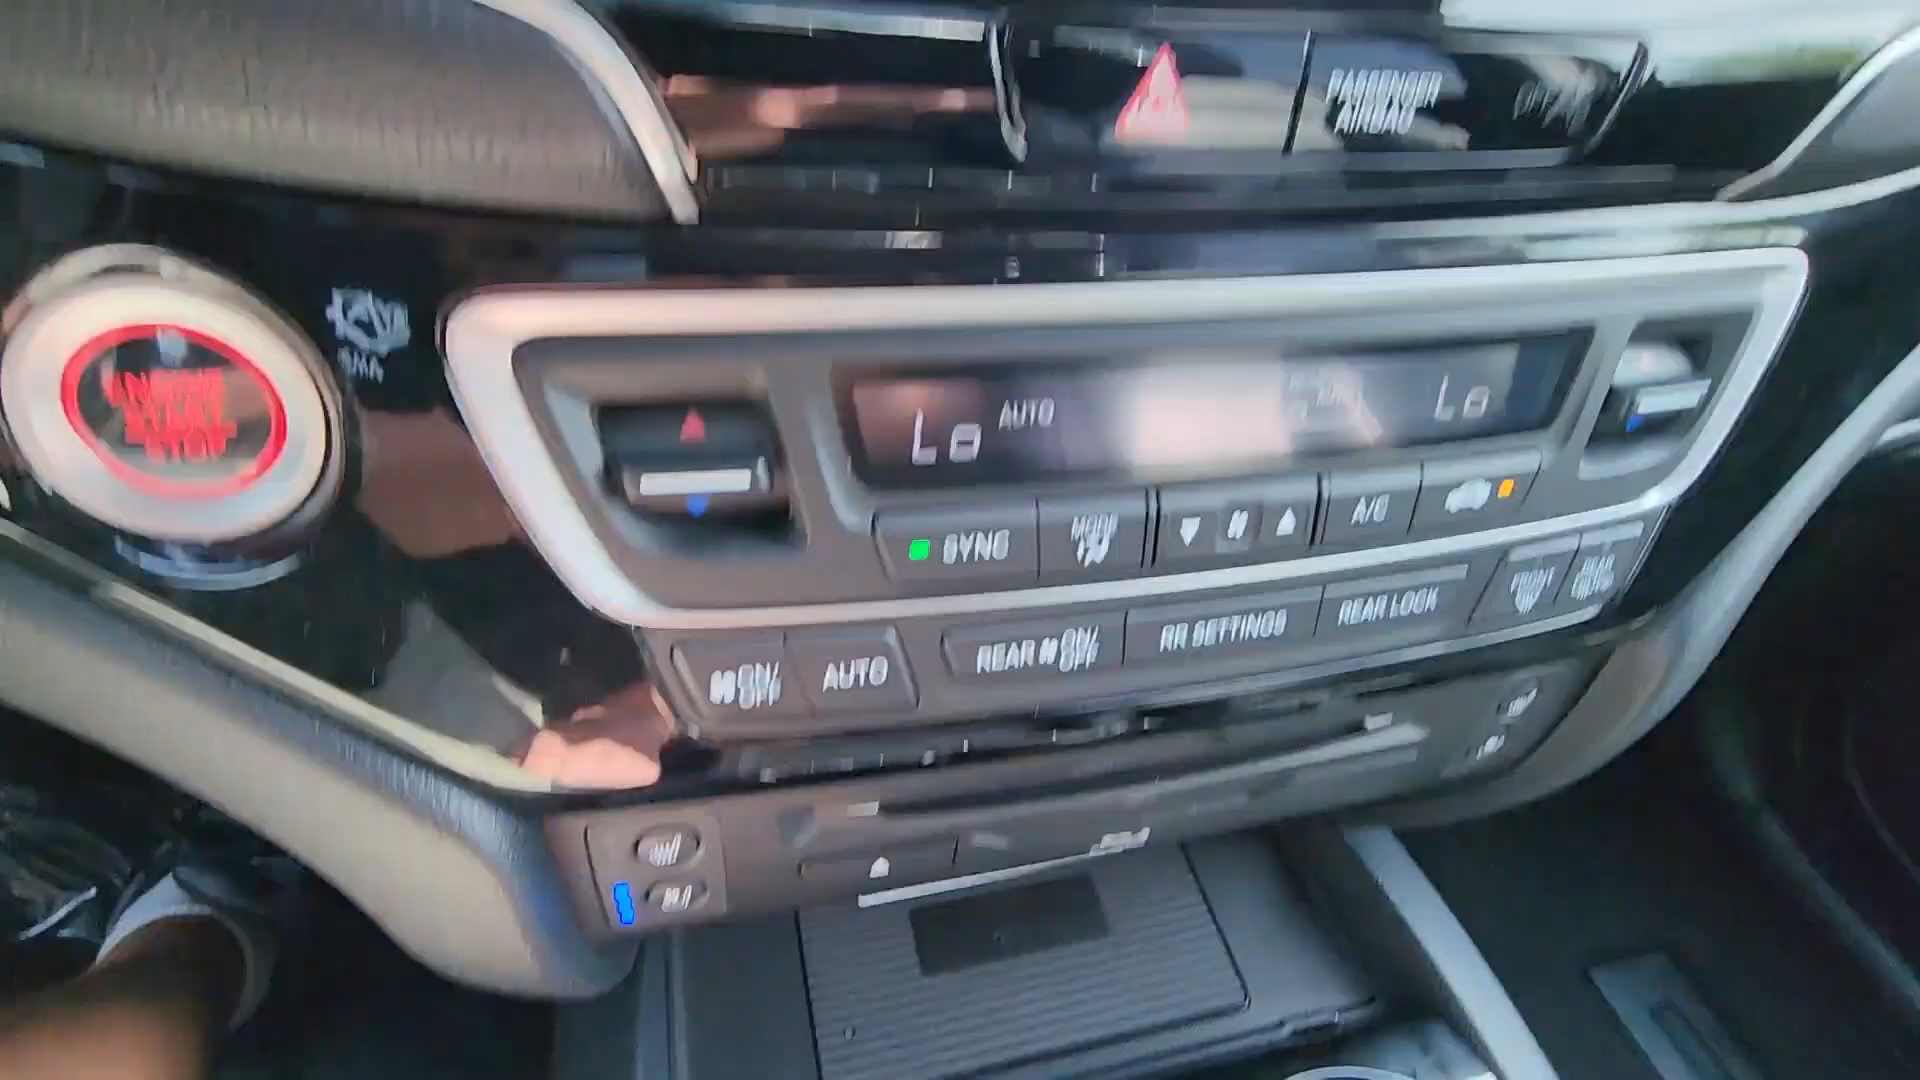 PASSENGER
AIRBAG
OFF
ENGINE
START
STOP
Lo AUTO
Lo
SYNC
MODE
A/C
ON/
OFF
AUTO
REAR ON/
OFF
RR SETTINGS
REAR LOCK
FRONT
REAR